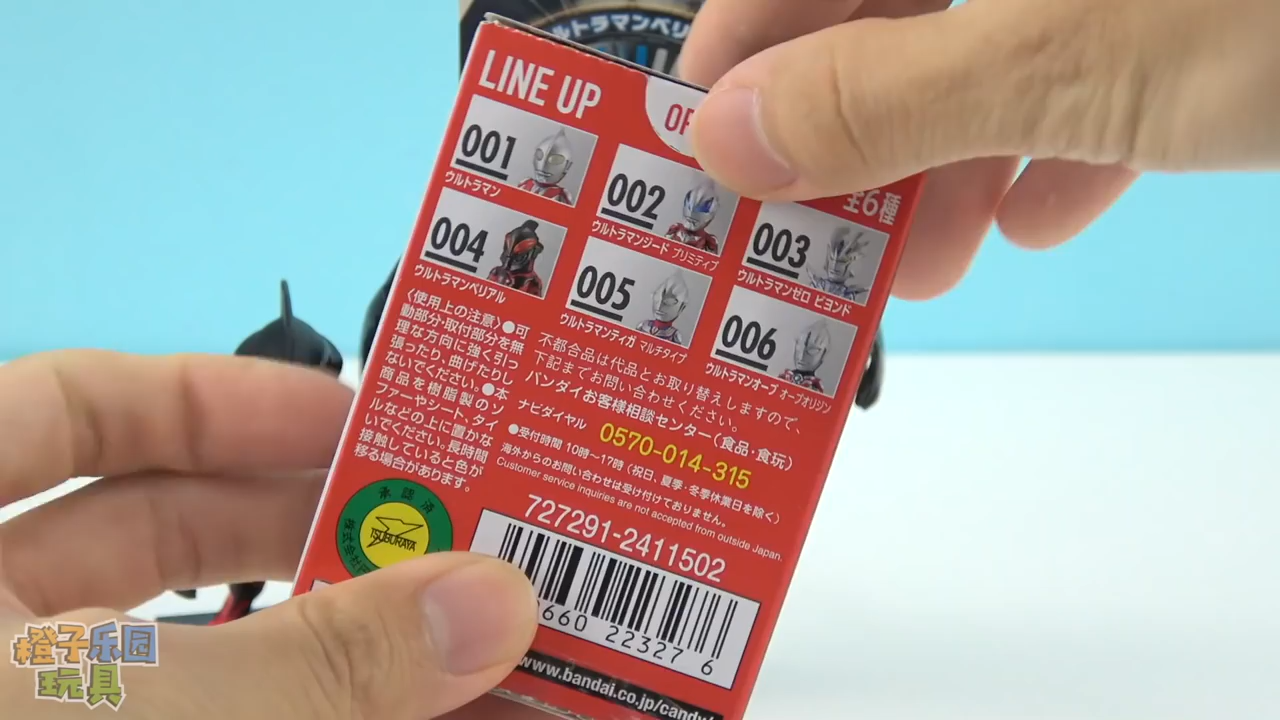 ルトラマンベリ
LINE UP
OP
全6種
001
ウルトラマン
002
ウルトラマンジード プリミティブ
003
ウルトラマンゼロ ビヨンド
004
ウルトラマンベリアル
005
ウルトラマンティガ マルチタイプ
006
ウルトラマンオーブ オーブオリジン
〈使用上の注意〉●可
動部分・取付部分を無
理な方向に強く引っ
張ったり、曲げたりし
ないでください。●本
商品を樹脂製のソ
ファーやシート、タイ
ルなどの上に置かな
いでください。長時間
接触していると色が
移る場合があります。
不都合品は代品とお取り替えしますので、
下記までお問い合わせください。
バンダイお客様相談センター(食品・食玩)
ナビダイヤル 0570-014-315
●受付時間 10時〜17時(祝日、夏季・冬季休業日を除く)
海外からのお問い合わせは受け付けておりません。
Customer service inquiries are not accepted from outside Japan.
承認済
TSUBURAYA
株式会社
727291-2411502
660 22327 6
www.bandai.co.jp/candy/
橙子乐园
玩具